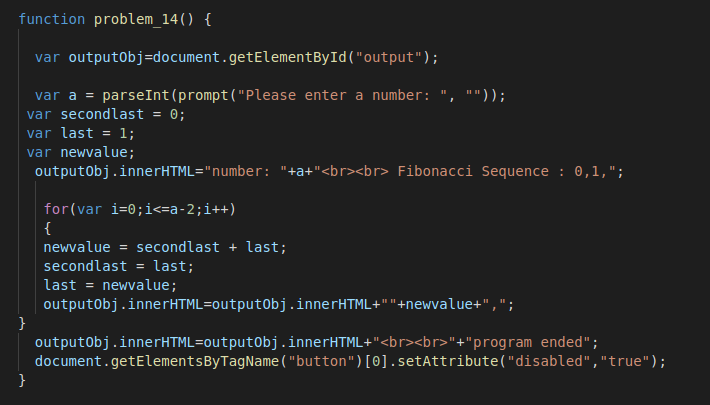 function problem_14() {
var outputObj=document.getElementById("output");
var a = parseInt(prompt("Please enter a number: ", ""));
var secondlast = 0;
var last = 1;
var newvalue;
outputObj.innerHTML="number: "+a+"<br><br> Fibonacci Sequence : 0,1,";
for(var i=0;i<=a-2;i++)
{
newvalue = secondlast + last;
secondlast = last;
last = newvalue;
outputObj.innerHTML=outputObj.innerHTML+""+newvalue+",";
}
outputObj.innerHTML=outputObj.innerHTML+"<br><br>"+"program ended";
document.getElementsByTagName("button")[0].setAttribute("disabled","true");
}